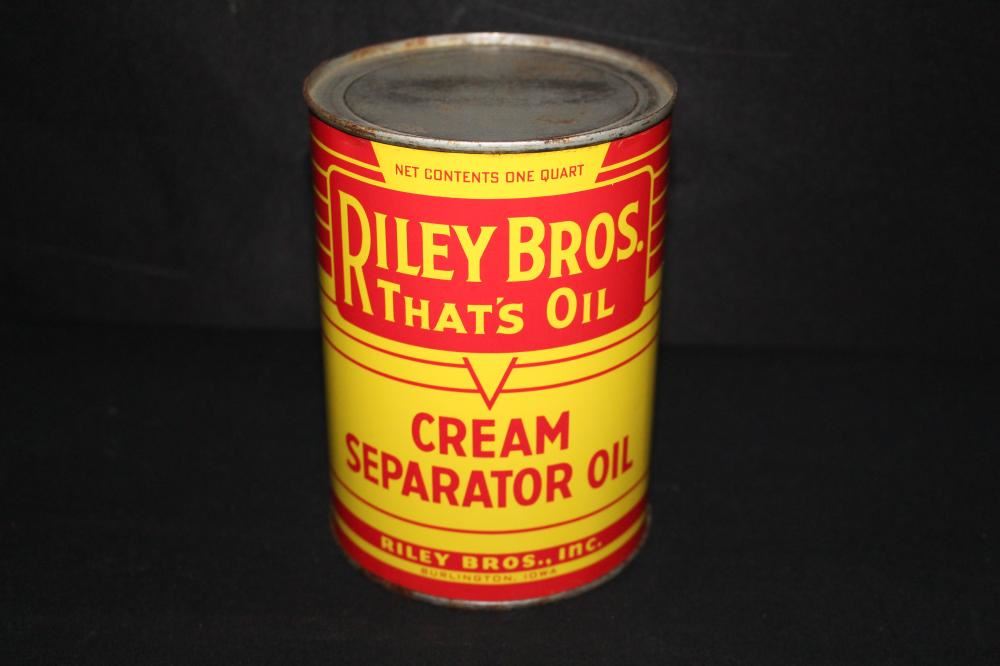 NET CONTENTS ONE QUART
RILEY BROS.
THAT'S OIL
CREAM
SEPARATOR OIL
RILEY BROS., Inc.
BURLINGTON, IOWA